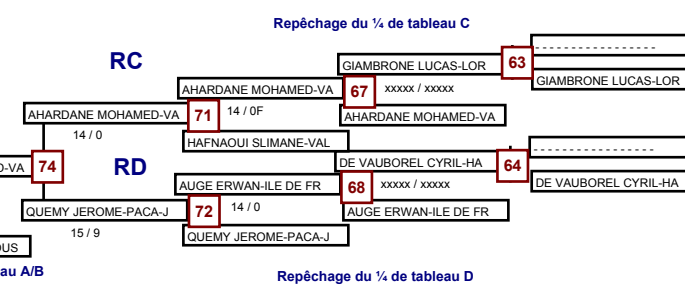 Repêchage du ¼ de tableau C
RC
GIAMBRONE LUCAS-LOR
63
GIAMBRONE LUCAS-LOR
AHARDANE MOHAMED-VA
67
xxxxx / xxxxx
AHARDANE MOHAMED-VA
71
14 / 0F
AHARDANE MOHAMED-VA
14 / 0
HAFNAOUI SLIMANE-VAL
D-VA
74
RD
DE VAUBOREL CYRIL-HA
64
AUGE ERWAN-ILE DE FR
68
xxxxx / xxxxx
DE VAUBOREL CYRIL-HA
QUEMY JEROME-PACA-J
72
14 / 0
AUGE ERWAN-ILE DE FR
15 / 9
QUEMY JEROME-PACA-J
OUS
au A/B
Repêchage du ¼ de tableau D